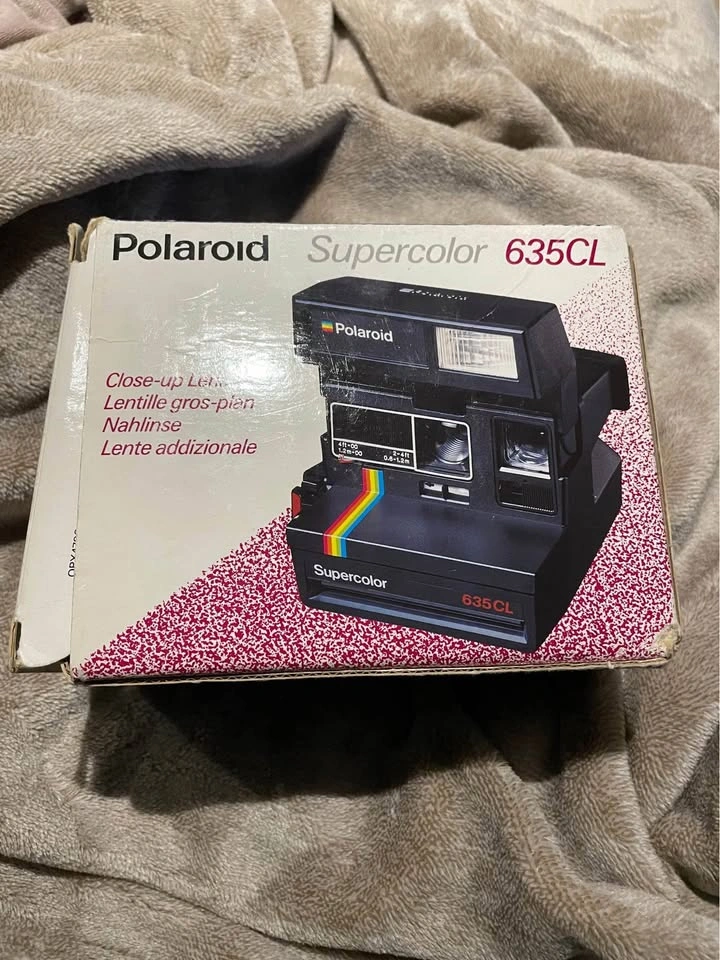 Polaroid Supercolor 635CL
Close-up
Lentille gros-plan
Nahlinse
Lente addizionale
Polaroid
4ft-∞ 2-4ft
1.2m-∞ 0.6-1.2m
Supercolor
635CL